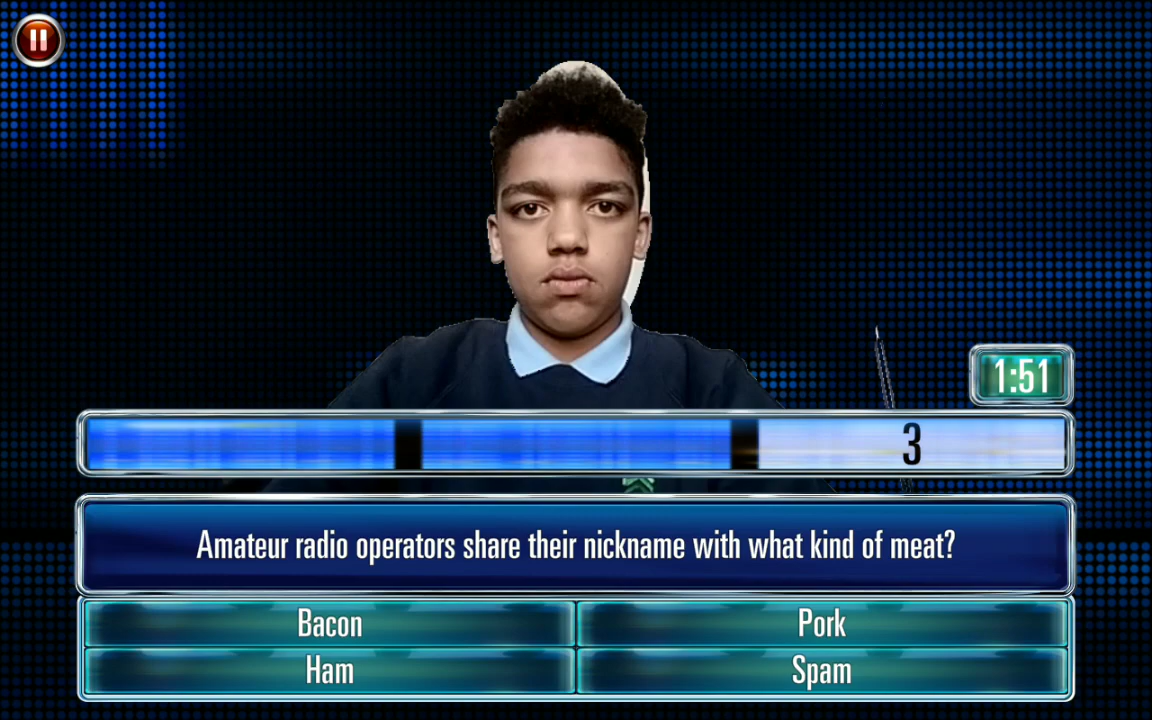 1:51
3
Amateur radio operators share their nickname with what kind of meat?
Bacon
Pork
Ham
Spam